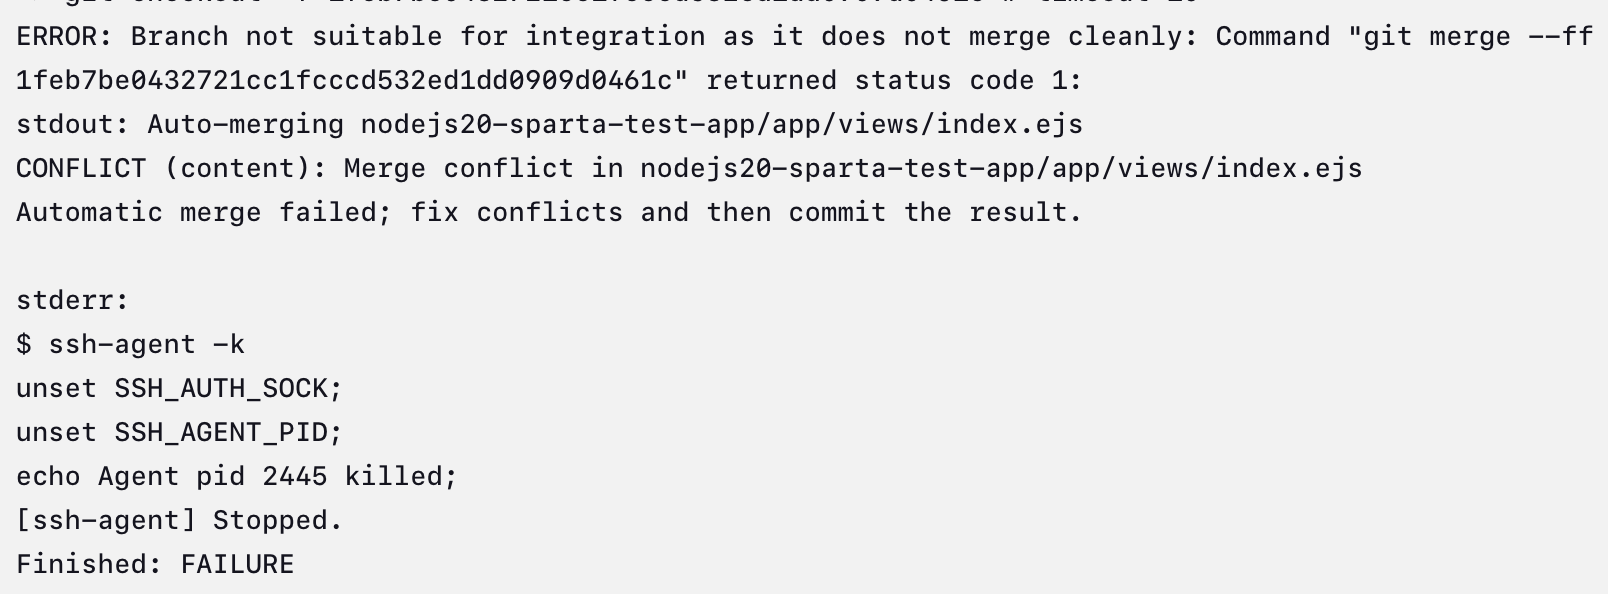 ERROR: Branch not suitable for integration as it does not merge cleanly: Command "git merge --ff
1feb7be0432721cc1fcccd532ed1dd0909d0461c" returned status code 1:
stdout: Auto-merging nodejs20-sparta-test-app/app/views/index.ejs
CONFLICT (content): Merge conflict in nodejs20-sparta-test-app/app/views/index.ejs
Automatic merge failed; fix conflicts and then commit the result.

stderr:
$ ssh-agent -k
unset SSH_AUTH_SOCK;
unset SSH_AGENT_PID;
echo Agent pid 2445 killed;
[ssh-agent] Stopped.
Finished: FAILURE